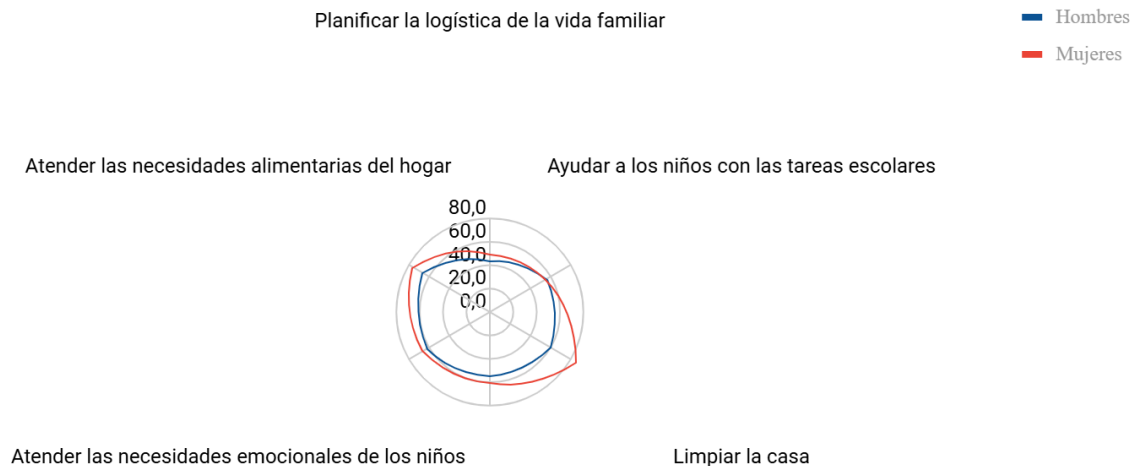 Planificar la logística de la vida familiar
Hombres
Mujeres
Atender las necesidades alimentarias del hogar
Ayudar a los niños con las tareas escolares
80,0
60,0
40,0
20,0
0,0
Atender las necesidades emocionales de los niños
Limpiar la casa